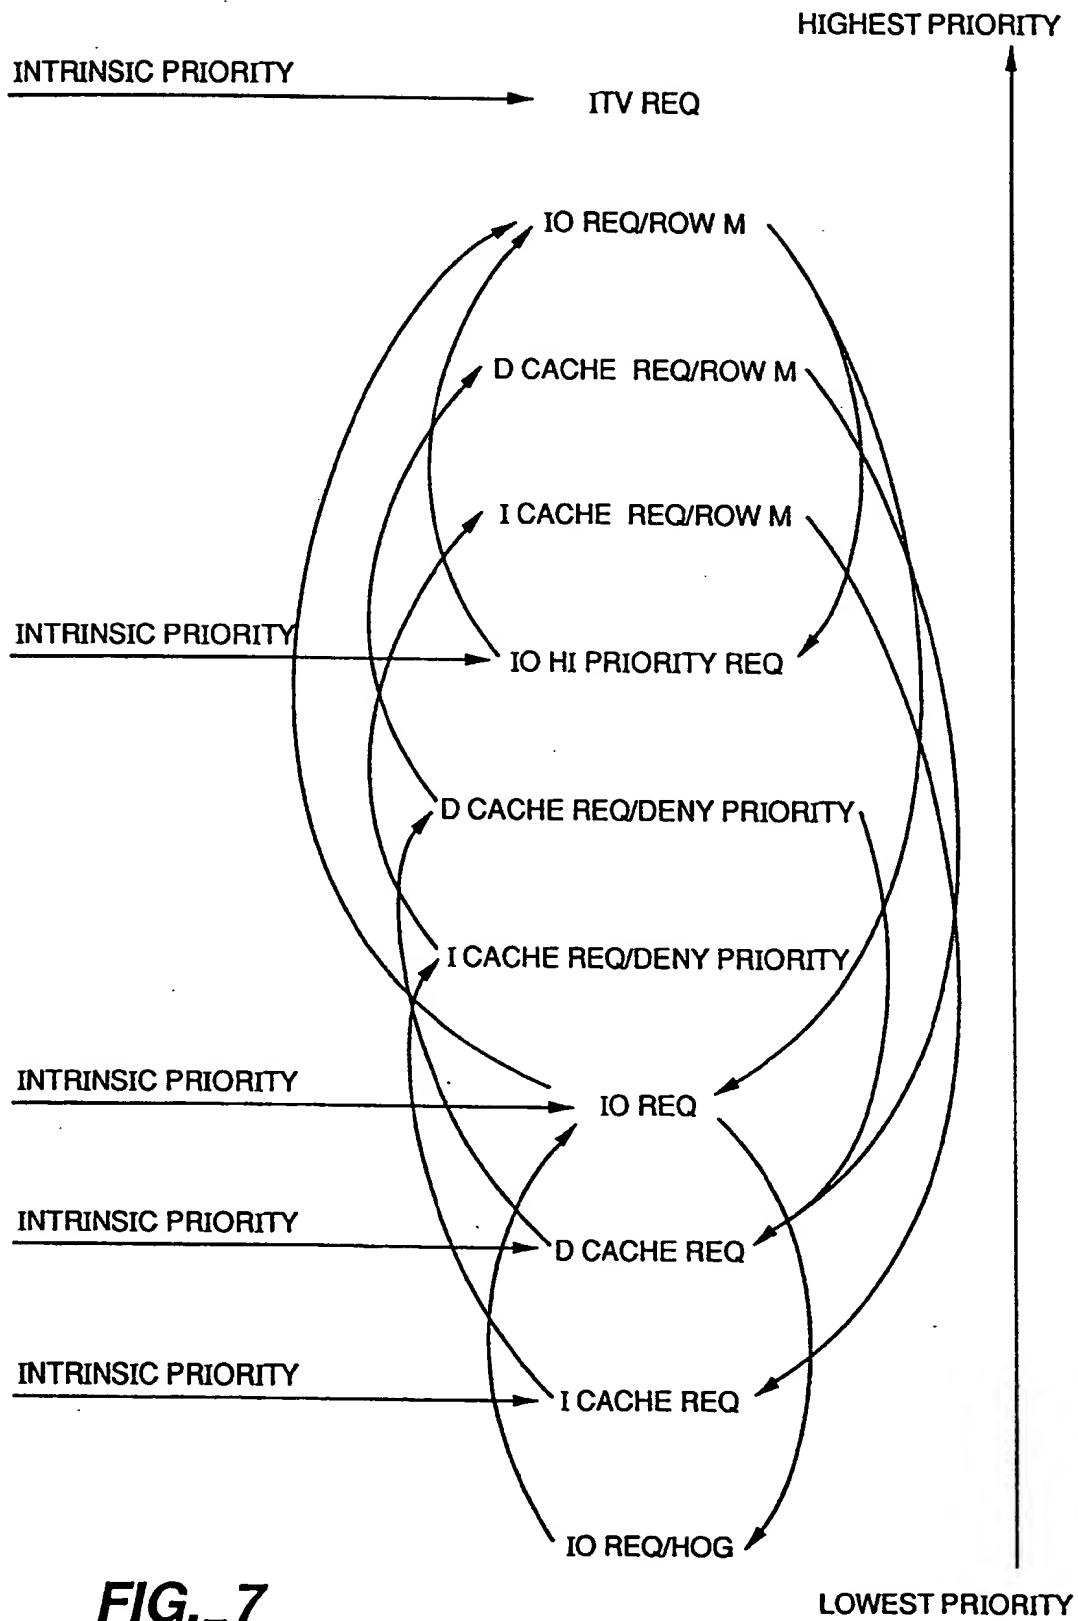 HIGHEST PRIORITY
INTRINSIC PRIORITY
ITV REQ
IO REQ/ROW M
D CACHE REQ/ROW M
I CACHE REQ/ROW M
INTRINSIC PRIORITY
IO HI PRIORITY REQ
D CACHE REQ/DENY PRIORITY
I CACHE REQ/DENY PRIORITY
INTRINSIC PRIORITY
IO REQ
INTRINSIC PRIORITY
D CACHE REQ
INTRINSIC PRIORITY
I CACHE REQ
IO REQ/HOG
FIG._7
LOWEST PRIORITY